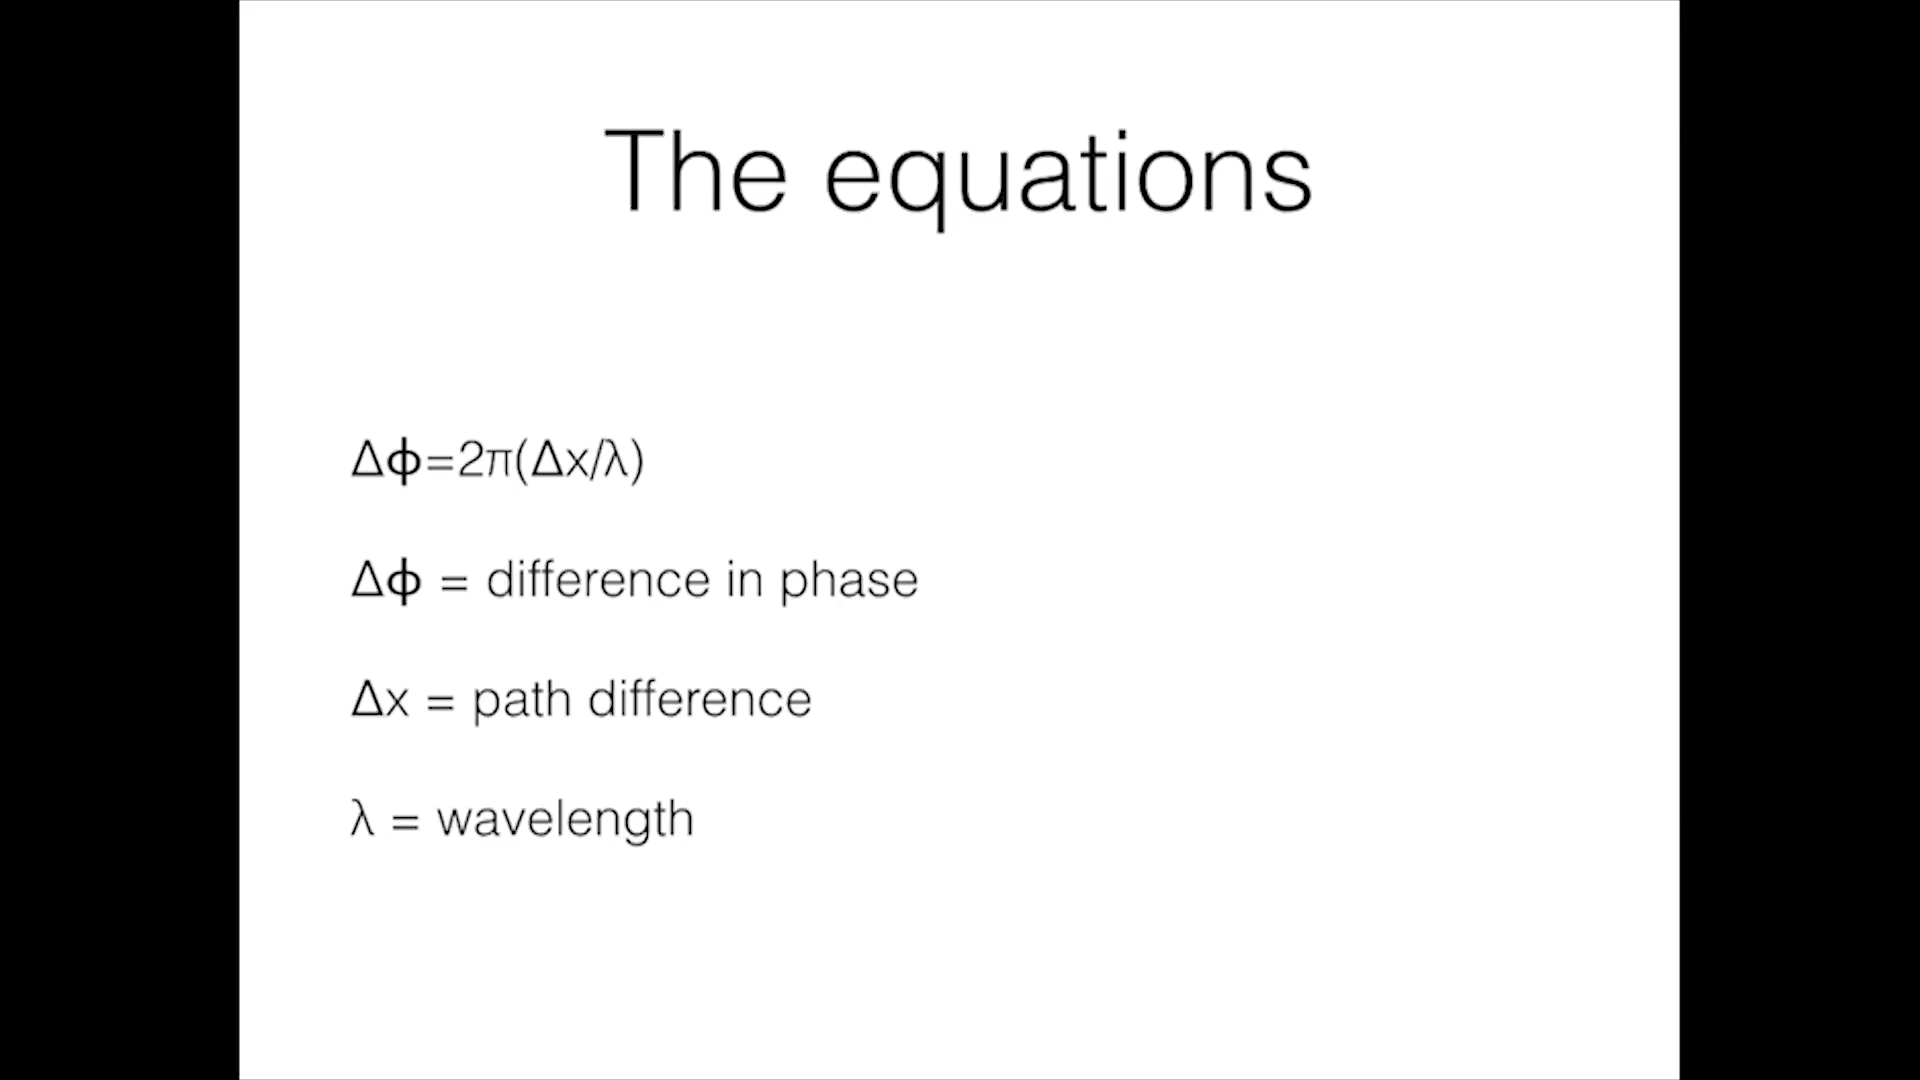 The equations
Δϕ=2π(Δx/λ)
Δϕ = difference in phase
Δx = path difference
λ = wavelength